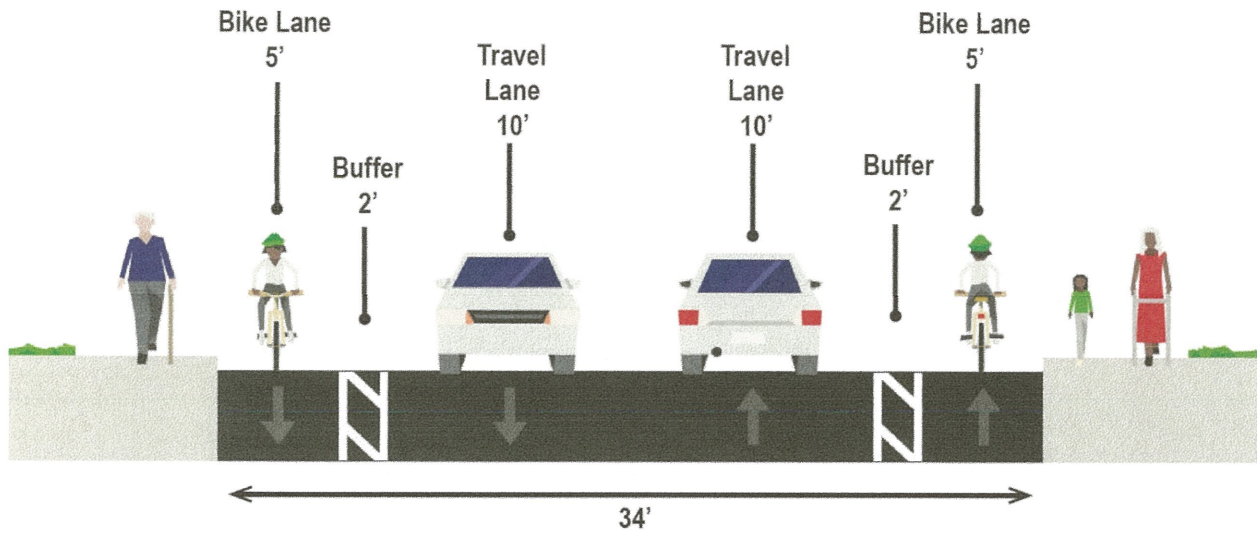 Bike Lane
5'
Buffer
2'
Travel
Lane
10'
Travel
Lane
10'
Buffer
2'
Bike Lane
5'
34'